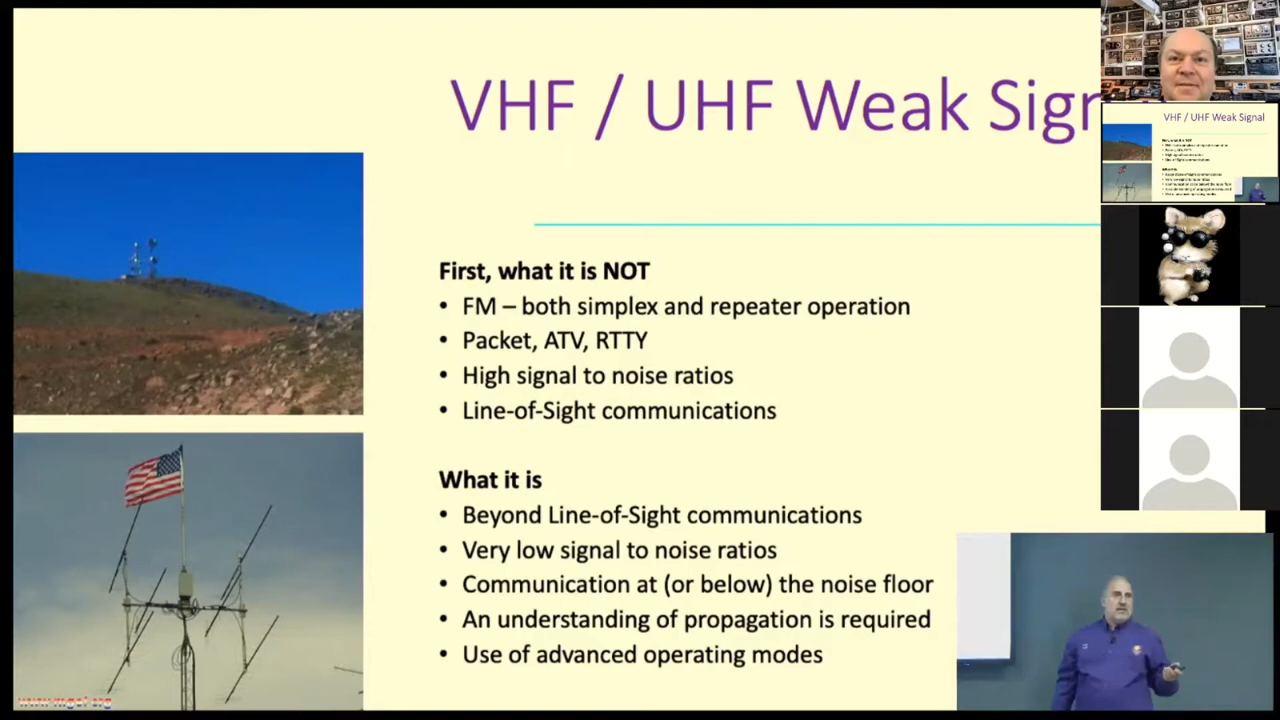 VHF / UHF Weak Sign
First, what it is NOT
• FM – both simplex and repeater operation
• Packet, ATV, RTTY
• High signal to noise ratios
• Line-of-Sight communications
What it is
• Beyond Line-of-Sight communications
• Very low signal to noise ratios
• Communication at (or below) the noise floor
• An understanding of propagation is required
• Use of advanced operating modes
VHF / UHF Weak Signal